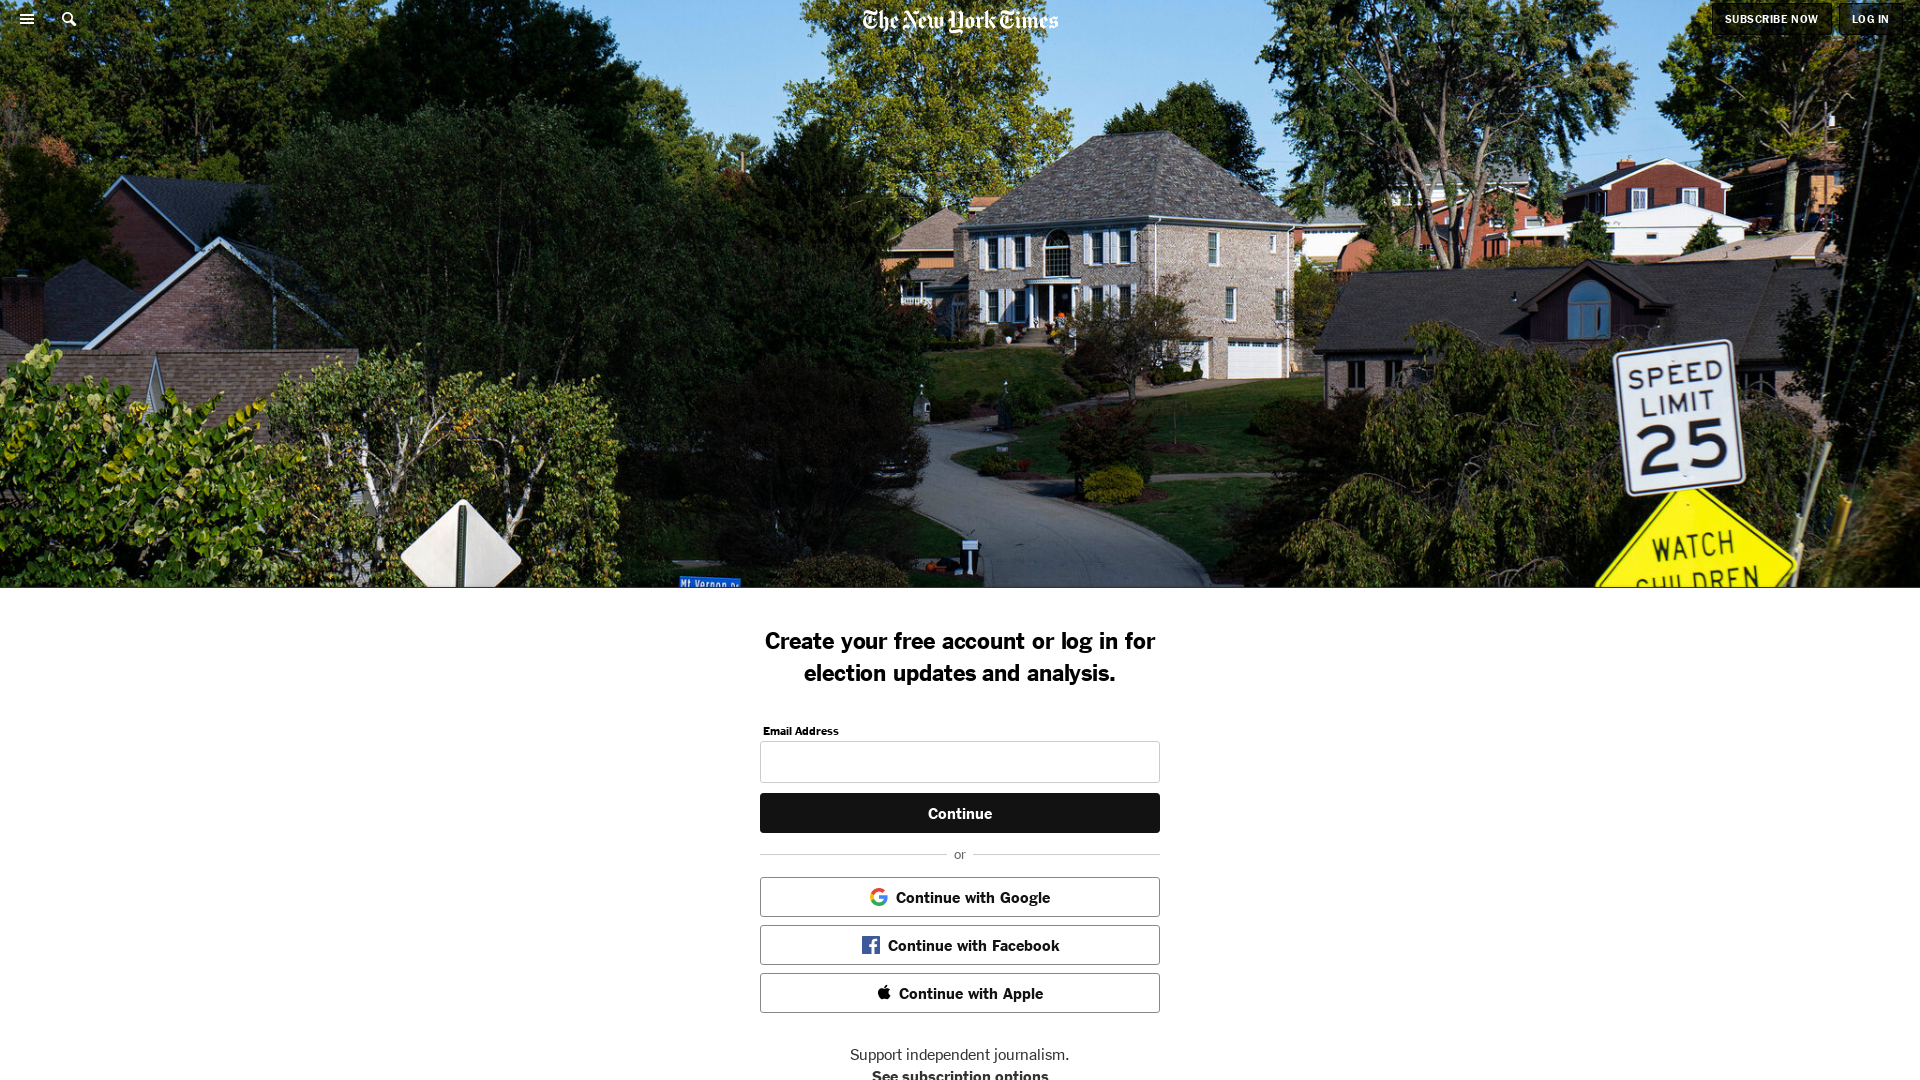 The New York Times
SUBSCRIBE NOW
LOG IN
SPEED
LIMIT
25
WATCH
CHILDREN
Mt Vernon Dr
Create your free account or log in for
election updates and analysis.
Email Address
Continue
or
Continue with Google
Continue with Facebook
Continue with Apple
Support independent journalism.
See subscription options